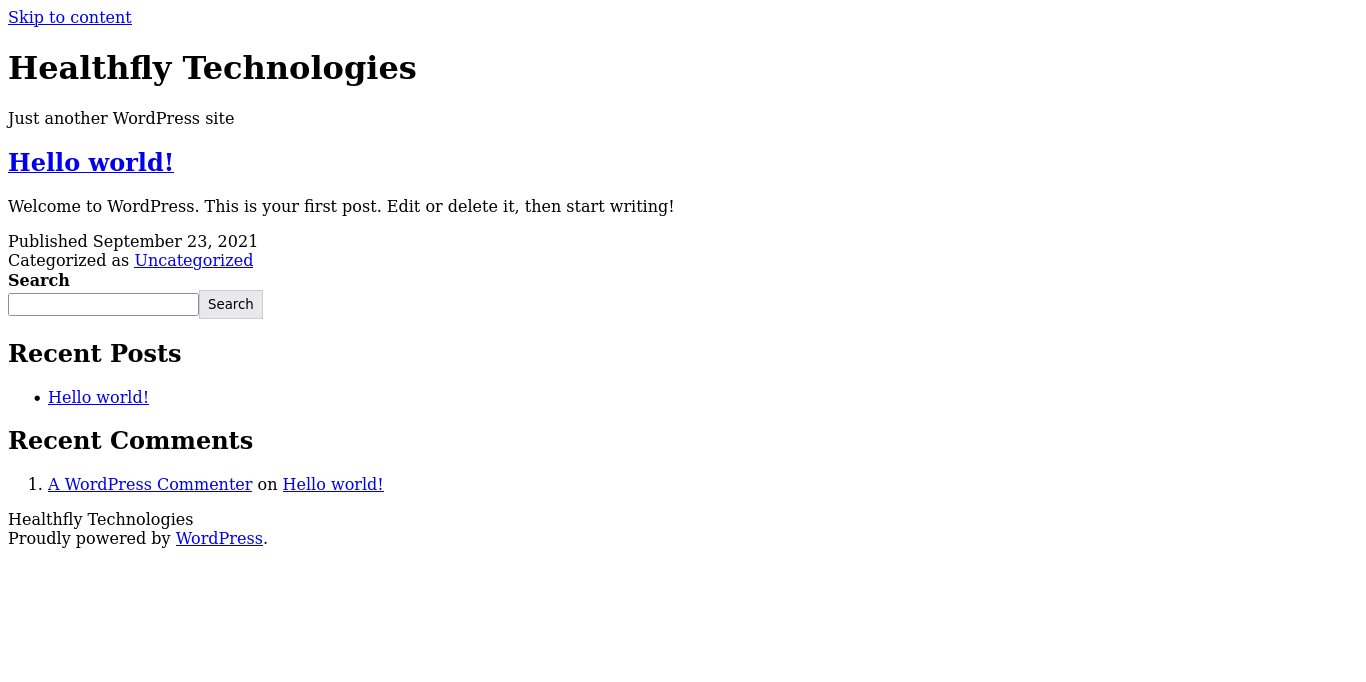 Skip to content
Healthfly Technologies
Just another WordPress site
Hello world!
Welcome to WordPress. This is your first post. Edit or delete it, then start writing!
Published September 23, 2021
Categorized as Uncategorized
Search
Search
Recent Posts
Hello world!
Recent Comments
1. A WordPress Commenter on Hello world!
Healthfly Technologies
Proudly powered by WordPress.